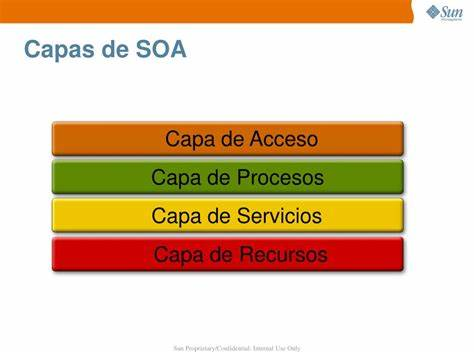 Sun
Capas de SOA
Capa de Acceso
Capa de Procesos
Capa de Servicios
Capa de Recursos
Sun Proprietary/Confidential: Internal Use Only